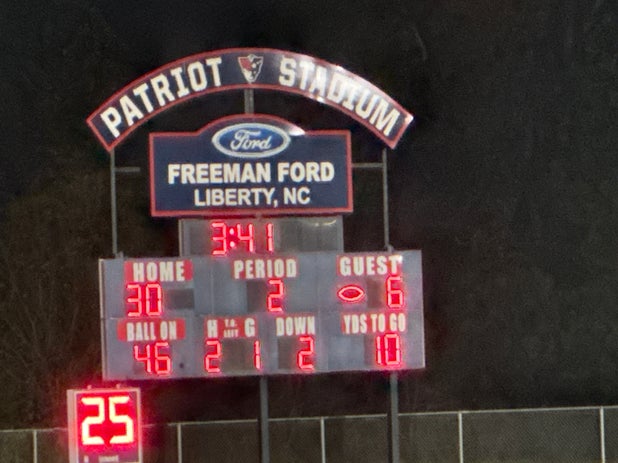 PATRIOT STADIUM
Ford
FREEMAN FORD
LIBERTY, NC
3:41
HOME PERIOD GUEST
30 2 6
BALL ON H T.O. LEFT G DOWN YDS TO GO
46 2 1 2 10
25